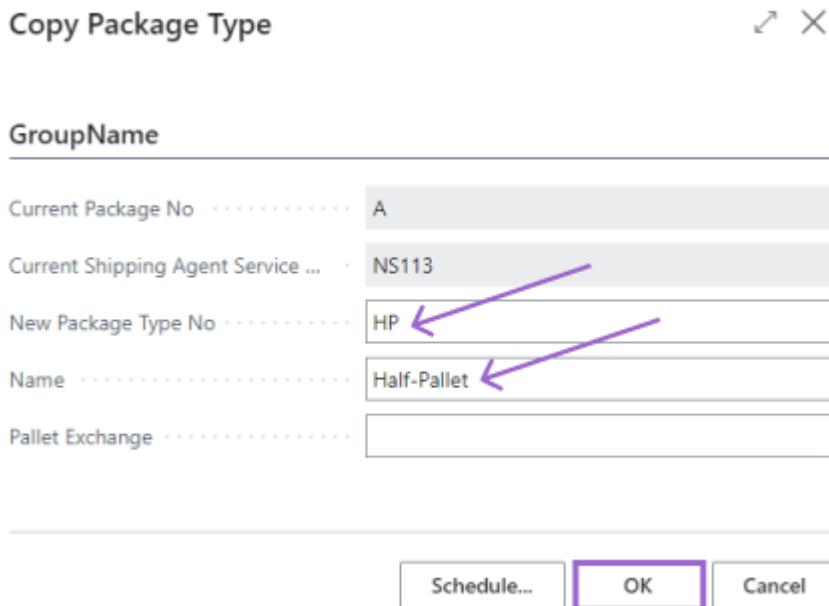 Copy Package Type
GroupName
Current Package No A
Current Shipping Agent Service ... NS113
New Package Type No HP
Name Half-Pallet
Pallet Exchange
Schedule... OK Cancel